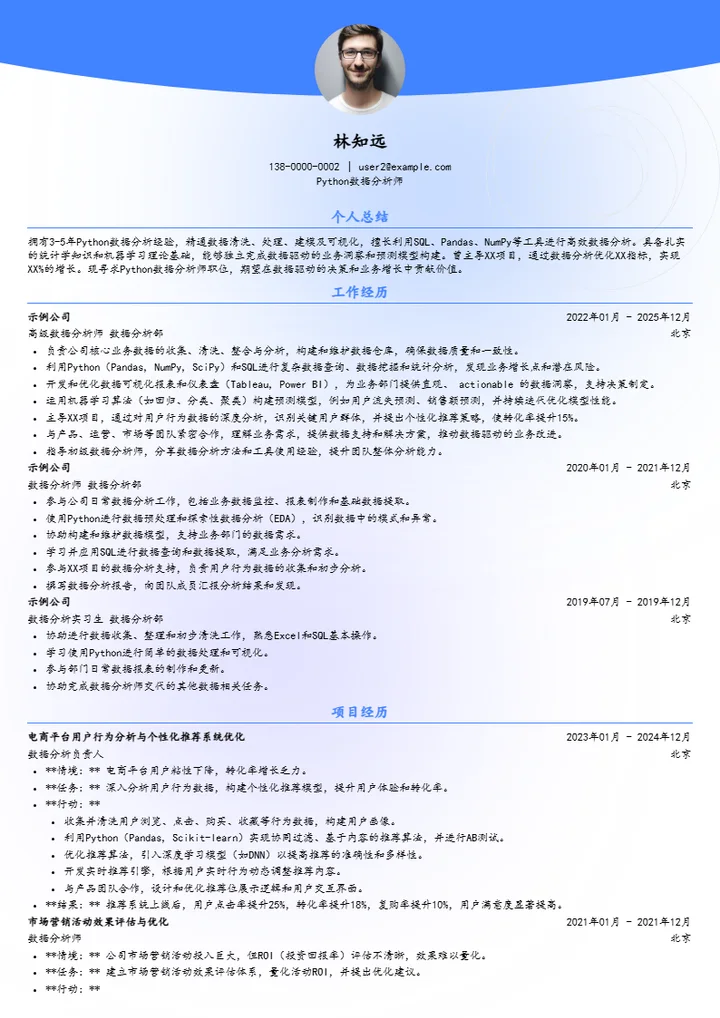 林知远
138-0000-0002 | user2@example.com
Python数据分析师
个人总结
拥有3-5年Python数据分析经验，精通数据清洗、处理、建模及可视化，擅长利用SQL、Pandas、NumPy等工具进行高效数据分析。具备扎实
的统计学知识和机器学习理论基础，能够独立完成数据驱动的业务洞察和预测模型构建。曾主导XX项目，通过数据分析优化XX指标，实现
XX%的增长。现寻求Python数据分析师职位，期望在数据驱动的决策和业务增长中贡献价值。
工作经历
示例公司 2022年01月 - 2025年12月
高级数据分析师 数据分析部 北京
• 负责公司核心业务数据的收集、清洗、整合与分析，构建和维护数据仓库，确保数据质量和一致性。
• 利用Python（Pandas, NumPy, SciPy）和SQL进行复杂数据查询、数据挖掘和统计分析，发现业务增长点和潜在风险。
• 开发和优化数据可视化报表和仪表盘（Tableau, Power BI），为业务部门提供直观、 actionable 的数据洞察，支持决策制定。
• 运用机器学习算法（如回归、分类、聚类）构建预测模型，例如用户流失预测、销售额预测，并持续迭代优化模型性能。
• 主导XX项目，通过对用户行为数据的深度分析，识别关键用户群体，并提出个性化推荐策略，使转化率提升15%。
• 与产品、运营、市场等团队紧密合作，理解业务需求，提供数据支持和解决方案，推动数据驱动的业务改进。
• 指导初级数据分析师，分享数据分析方法和工具使用经验，提升团队整体分析能力。
示例公司 2020年01月 - 2021年12月
数据分析师 数据分析部 北京
• 参与公司日常数据分析工作，包括业务数据监控、报表制作和基础数据提取。
• 使用Python进行数据预处理和探索性数据分析（EDA），识别数据中的模式和异常。
• 协助构建和维护数据模型，支持业务部门的数据需求。
• 学习并应用SQL进行数据查询和数据提取，满足业务分析需求。
• 参与XX项目的数据分析支持，负责用户行为数据的收集和初步分析。
• 撰写数据分析报告，向团队成员汇报分析结果和发现。
示例公司 2019年07月 - 2019年12月
数据分析实习生 数据分析部 北京
• 协助进行数据收集、整理和初步清洗工作，熟悉Excel和SQL基本操作。
• 学习使用Python进行简单的数据处理和可视化。
• 参与部门日常数据报表的制作和更新。
• 协助完成数据分析师交代的其他数据相关任务。
项目经历
电商平台用户行为分析与个性化推荐系统优化 2023年01月 - 2024年12月
数据分析负责人 北京
• **情境：** 电商平台用户粘性下降，转化率增长乏力。
• **任务：** 深入分析用户行为数据，构建个性化推荐模型，提升用户体验和转化率。
• **行动：**
• 收集并清洗用户浏览、点击、购买、收藏等行为数据，构建用户画像。
• 利用Python（Pandas, Scikit-learn）实现协同过滤、基于内容的推荐算法，并进行AB测试。
• 优化推荐算法，引入深度学习模型（如DNN）以提高推荐的准确性和多样性。
• 开发实时推荐引擎，根据用户实时行为动态调整推荐内容。
• 与产品团队合作，设计和优化推荐位展示逻辑和用户交互界面。
• **结果：** 推荐系统上线后，用户点击率提升25%，转化率提升18%，复购率提升10%，用户满意度显著提高。
市场营销活动效果评估与优化 2021年01月 - 2021年12月
数据分析师 北京
• **情境：** 公司市场营销活动投入巨大，但ROI（投资回报率）评估不清晰，效果难以量化。
• **任务：** 建立市场营销活动效果评估体系，量化活动ROI，并提出优化建议。
• **行动：**